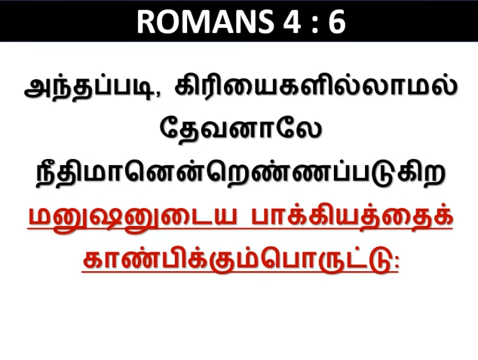 ROMANS 4 : 6
அந்தப்படி, கிரியைகளில்லாமல்
தேவனாலே
நீதிமானென்றெண்ணப்படுகிற
மனுஷனுடைய பாக்கியத்தைக்
காண்பிக்கும்பொருட்டு: